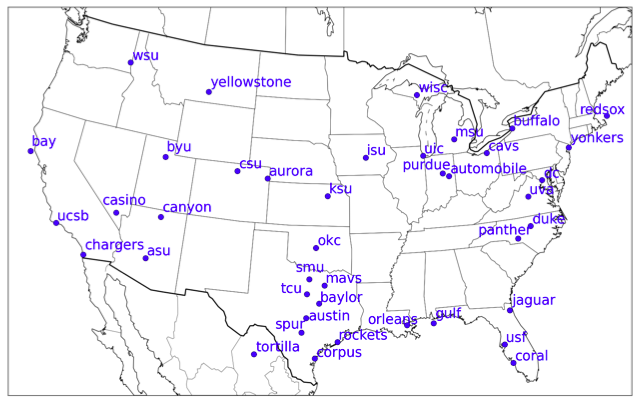 wsu
yellowstone
wisc
redsox
buffalo
bay
byu
isu
uic
msu
cavs
yonkers
csu
aurora
purdue
automobile
dc
ksu
uva
casino
canyon
ucsb
duke
panther
chargers
asu
okc
smu
mavs
tcu
baylor
jaguar
austin
spur
orleans
gulf
rockets
usf
tortilla
corpus
coral